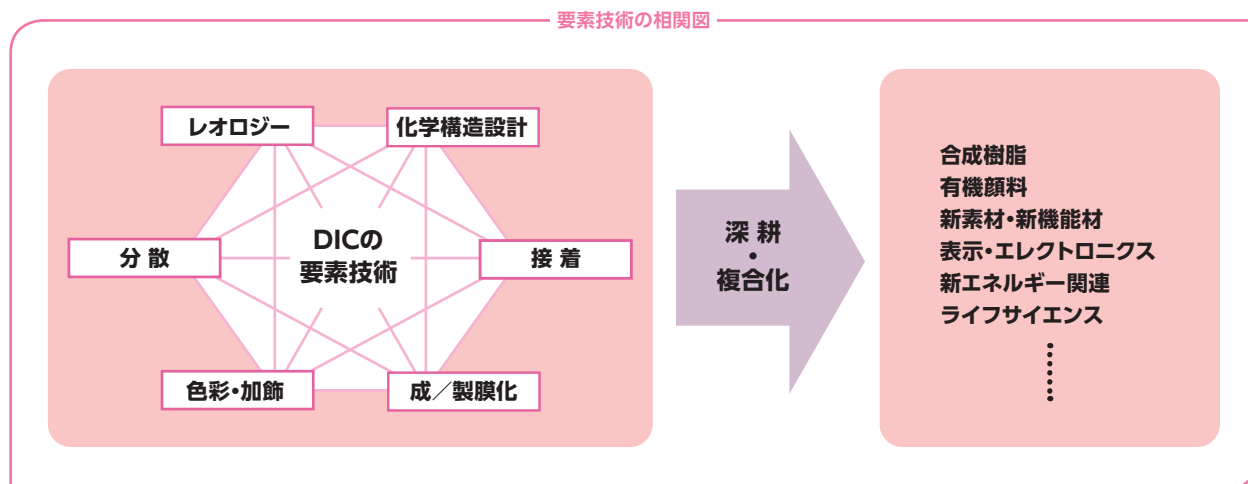 要素技術の相関図
レオロジー
化学構造設計
分 散
DICの
要素技術
接 着
色彩・加飾
成／製膜化
深 耕
・
複合化
合成樹脂
有機顔料
新素材・新機能材
表示・エレクトロニクス
新エネルギー関連
ライフサイエンス